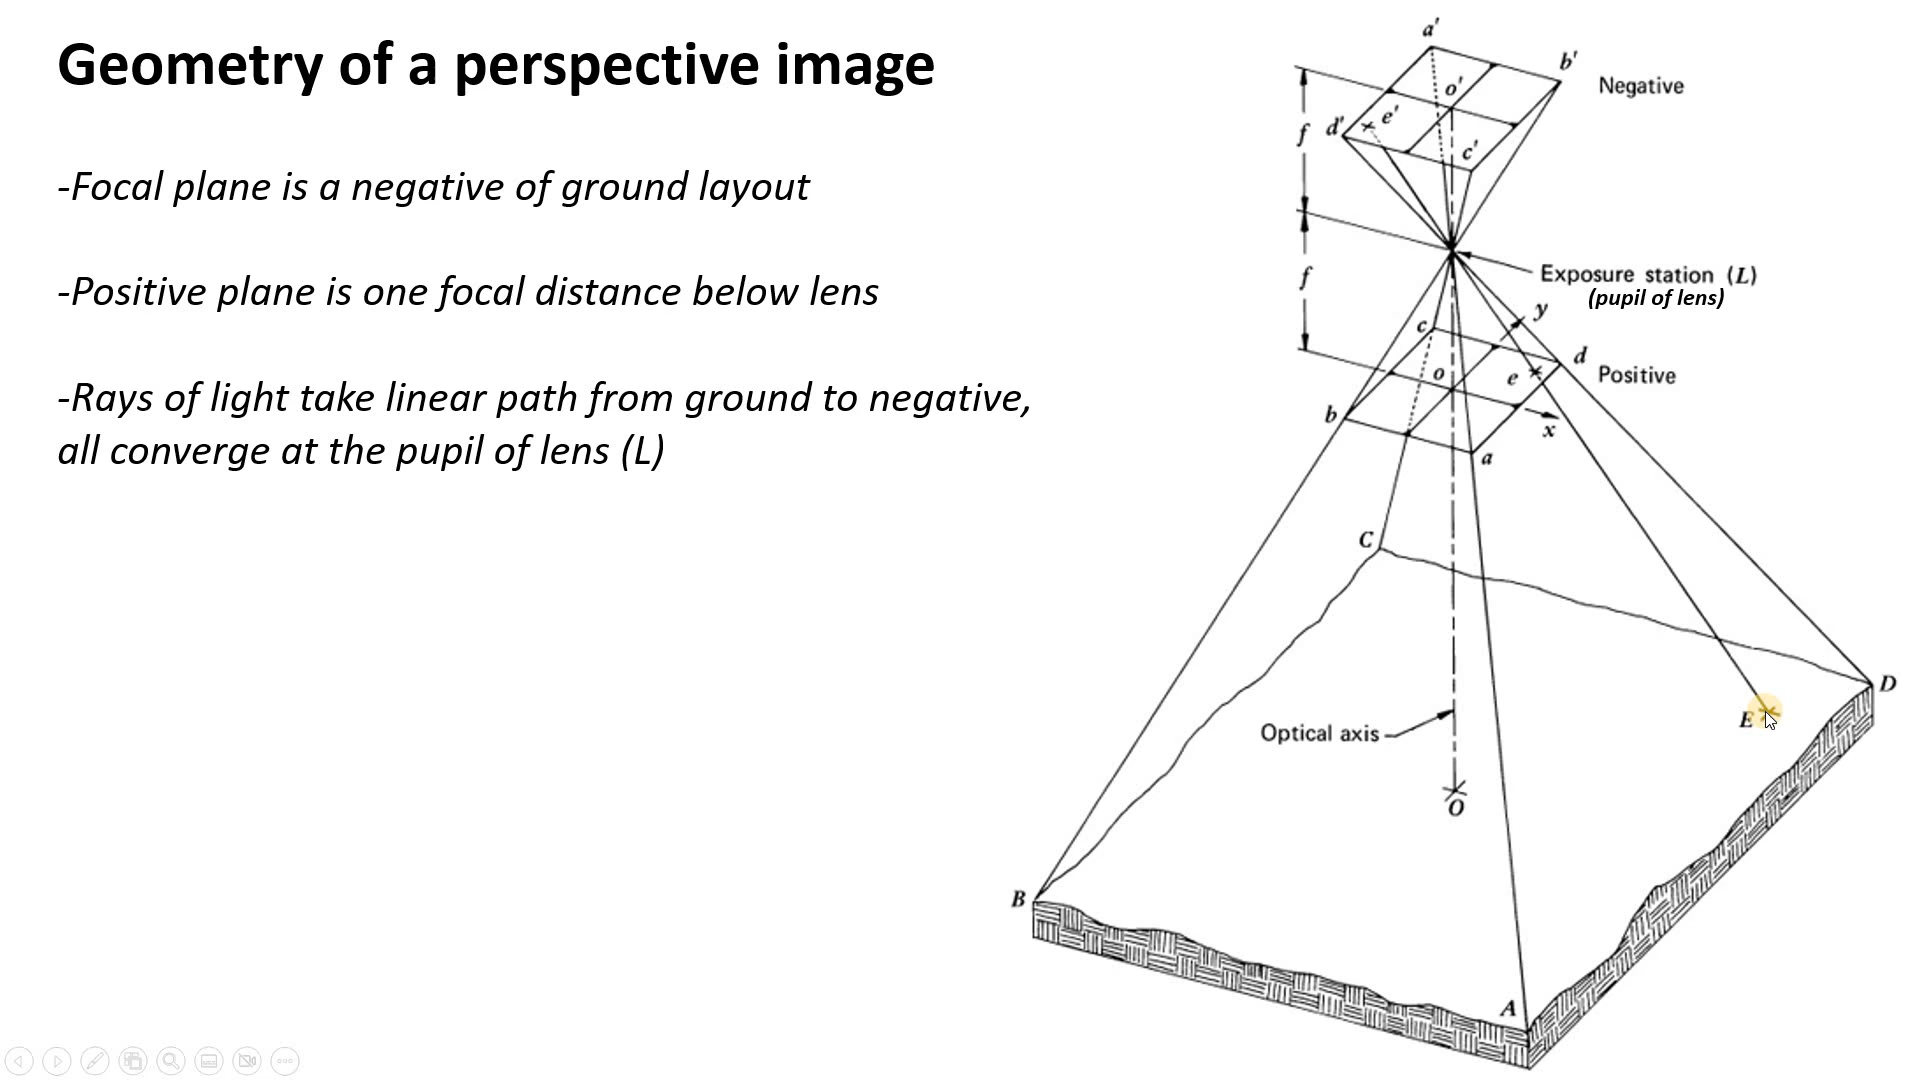 Geometry of a perspective image
-Focal plane is a negative of ground layout
-Positive plane is one focal distance below lens
-Rays of light take linear path from ground to negative,
all converge at the pupil of lens (L)
a'
b'
Negative
o'
e'
d'
c'
f
f
Exposure station (L)
(pupil of lens)
y
c
d
Positive
o
e
b
x
a
C
D
E
Optical axis
O
B
A